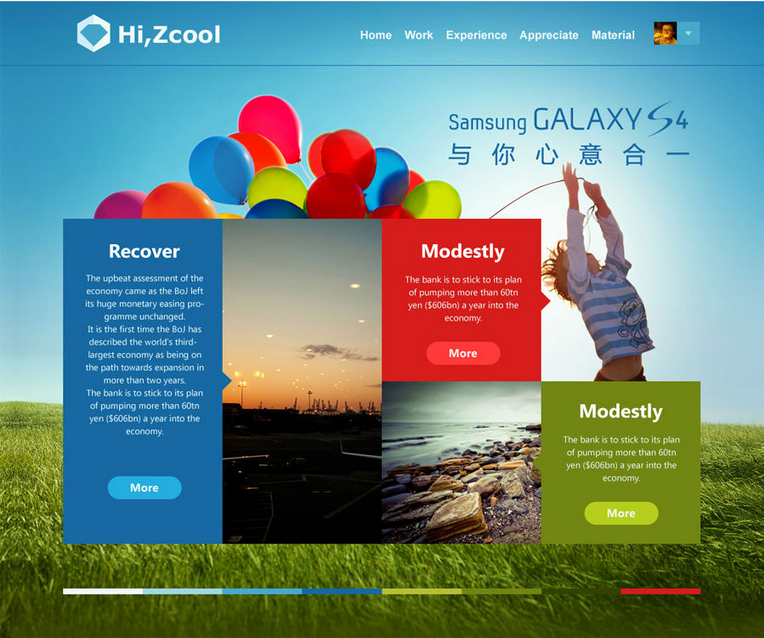 Hi,Zcool
Home Work Experience Appreciate Material
Samsung GALAXY S4
与你心意合一
Recover
The upbeat assessment of the
economy came as the BoJ left
its huge monetary easing pro-
gramme unchanged.
It is the first time the BoJ has
described the world's third-
largest economy as being on
the path towards expansion in
more than two years.
The bank is to stick to its plan
of pumping more than 60tn
yen ($606bn) a year into the
economy.
More
Modestly
The bank is to stick to its plan
of pumping more than 60tn
yen ($606bn) a year into the
economy.
More
Modestly
The bank is to stick to its plan
of pumping more than 60tn
yen ($606bn) a year into the
economy.
More